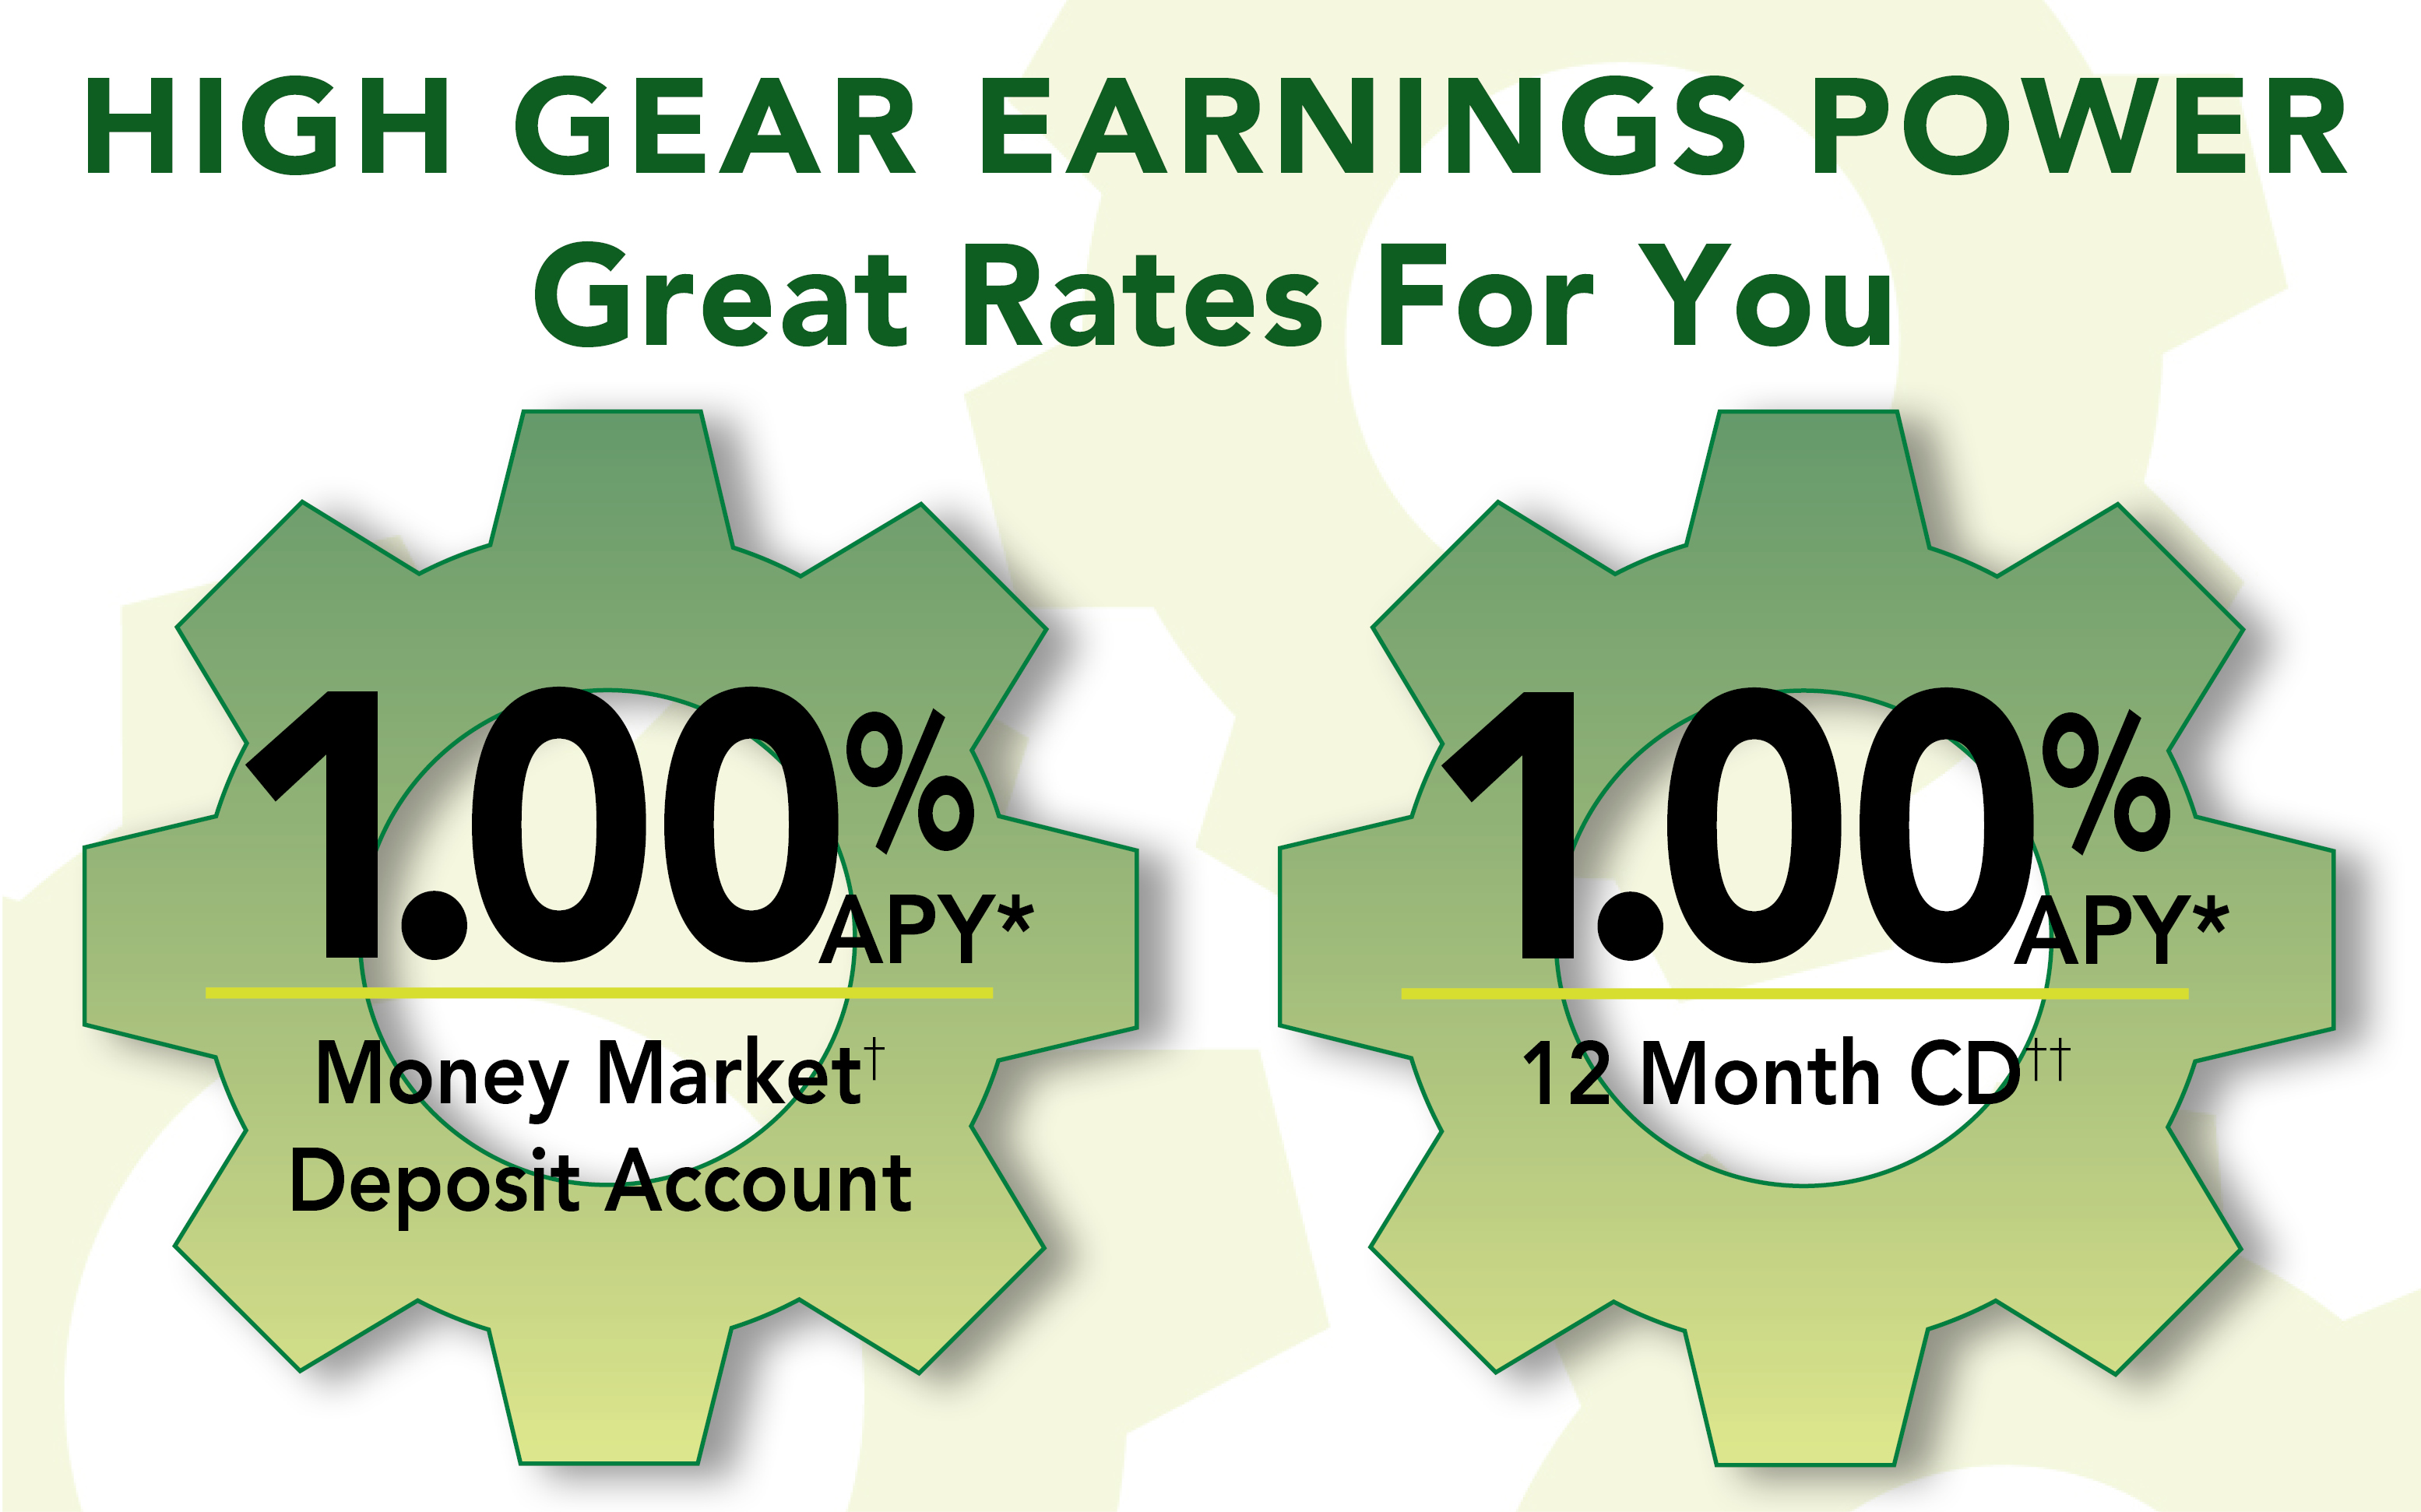 HIGH GEAR EARNINGS POWER
Great Rates For You
1.00%
APY*
Money Market†
Deposit Account
1.00%
APY*
12 Month CD††